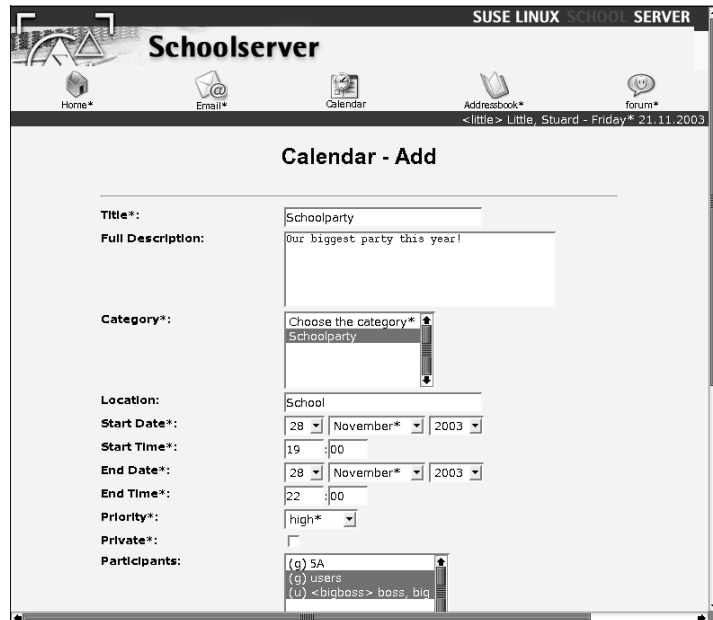 SUSE LINUX SCHOOL SERVER
Schoolserver
Home* Email* Calendar Addressbook* forum*
<little> Little, Stuard - Friday* 21.11.2003
Calendar - Add
Title*: Schoolparty
Full Description: Our biggest party this year!
Category*: Choose the category*
Schoolparty
Location: School
Start Date*: 28 November* 2003
Start Time*: 19 :00
End Date*: 28 November* 2003
End Time*: 22 :00
Priority*: high*
Private*:
Participants: (g) 5A
(g) users
(u) <bigboss> boss, big